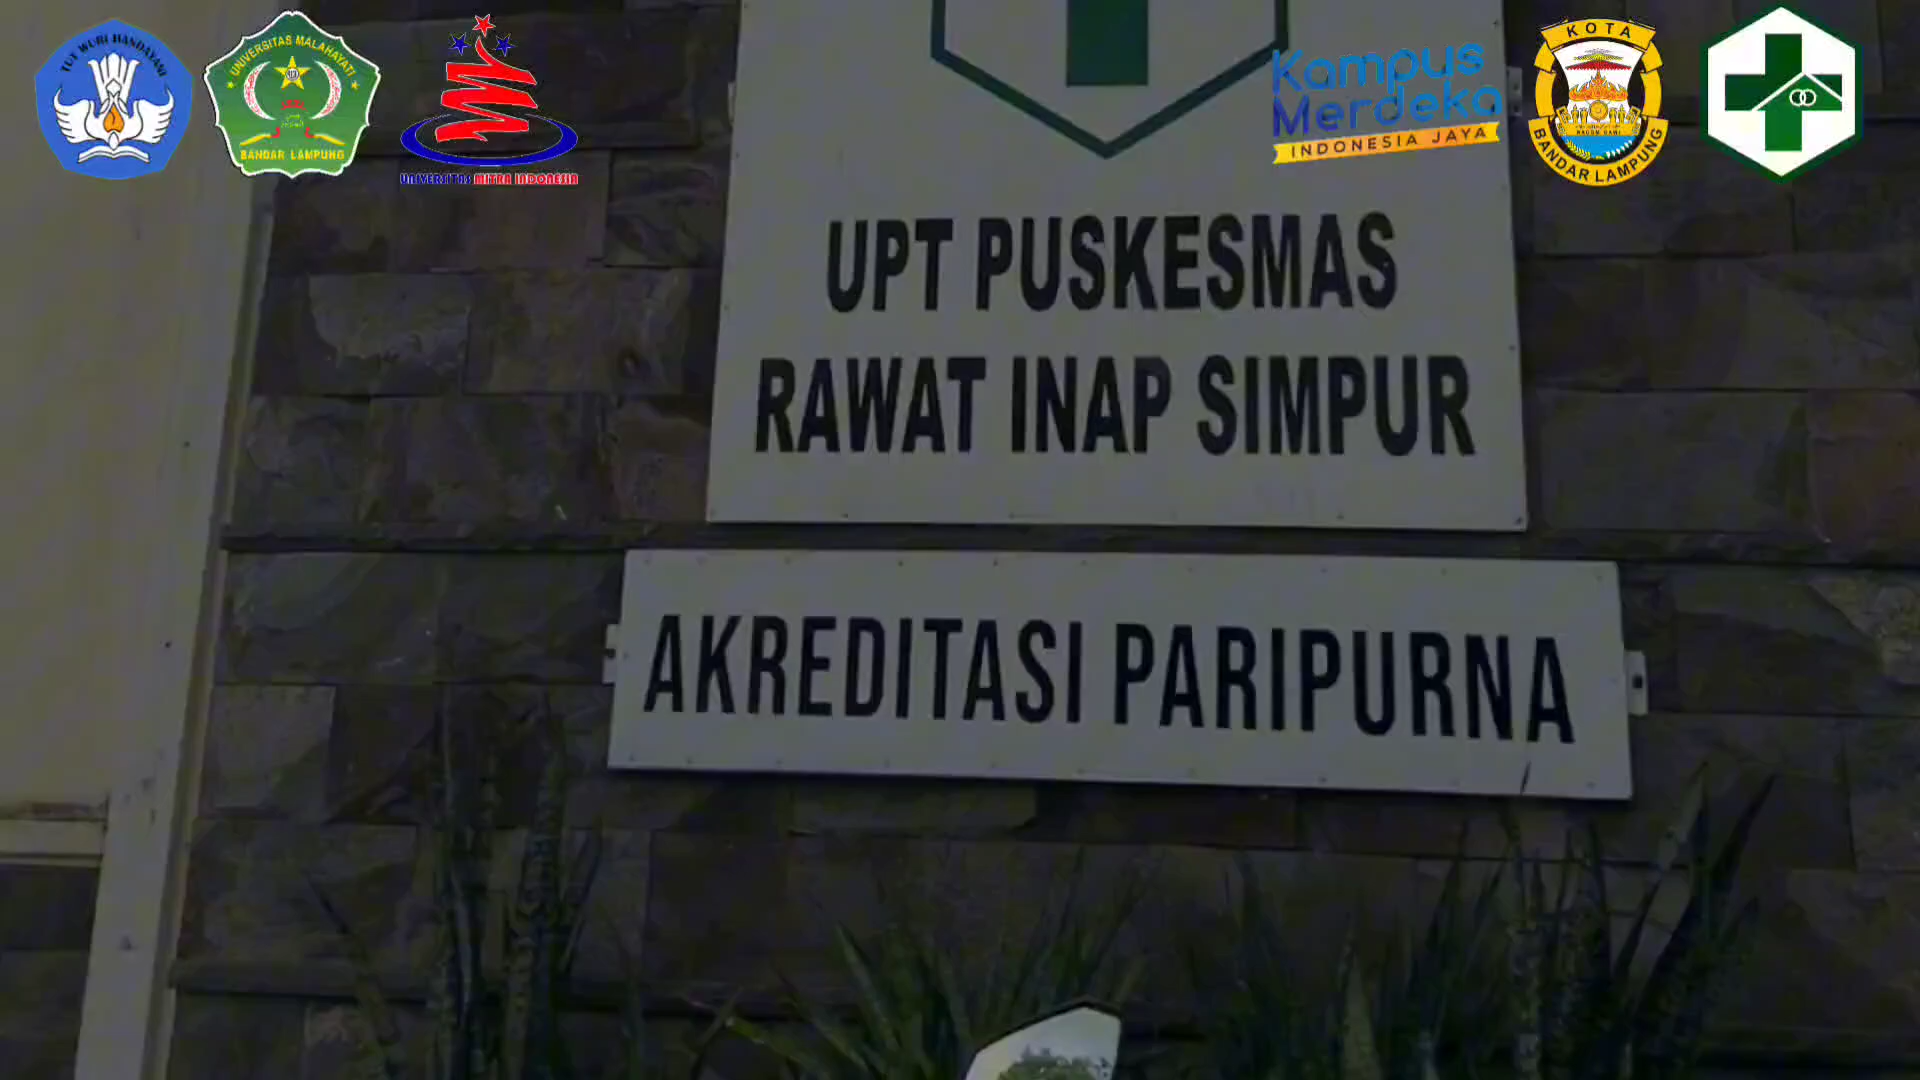 TUT WURI HANDAYANI
UNIVERSITAS MALAHAYATI
BANDAR LAMPUNG
UNIVERSITAS MITRA INDONESIA
Kampus
Merdeka
INDONESIA JAYA
KOTA
BANDAR LAMPUNG
UPT PUSKESMAS
RAWAT INAP SIMPUR
AKREDITASI PARIPURNA